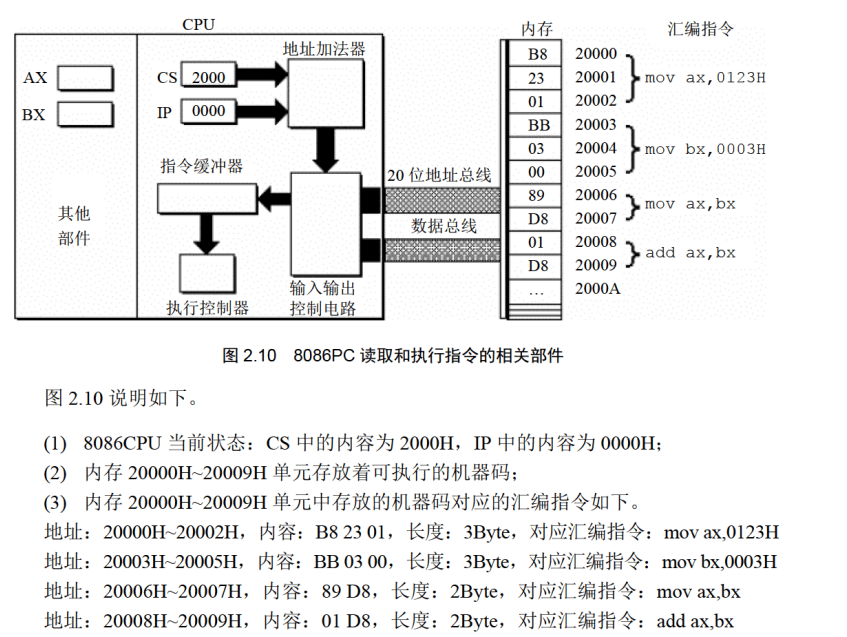 CPU
内存 汇编指令
地址加法器
AX
CS 2000
BX
IP 0000
指令缓冲器
其他
部件
执行控制器
输入输出
控制电路
20 位地址总线
数据总线
B8 20000
23 20001 mov ax,0123H
01 20002
BB 20003
03 20004 mov bx,0003H
00 20005
89 20006
mov ax,bx
D8 20007
01 20008
add ax,bx
D8 20009
… 2000A
图 2.10 8086PC 读取和执行指令的相关部件
图 2.10 说明如下。
(1) 8086CPU 当前状态：CS 中的内容为 2000H，IP 中的内容为 0000H；
(2) 内存 20000H~20009H 单元存放着可执行的机器码；
(3) 内存 20000H~20009H 单元中存放的机器码对应的汇编指令如下。
地址：20000H~20002H，内容：B8 23 01，长度：3Byte，对应汇编指令：mov ax,0123H
地址：20003H~20005H，内容：BB 03 00，长度：3Byte，对应汇编指令：mov bx,0003H
地址：20006H~20007H，内容：89 D8，长度：2Byte，对应汇编指令：mov ax,bx
地址：20008H~20009H，内容：01 D8，长度：2Byte，对应汇编指令：add ax,bx